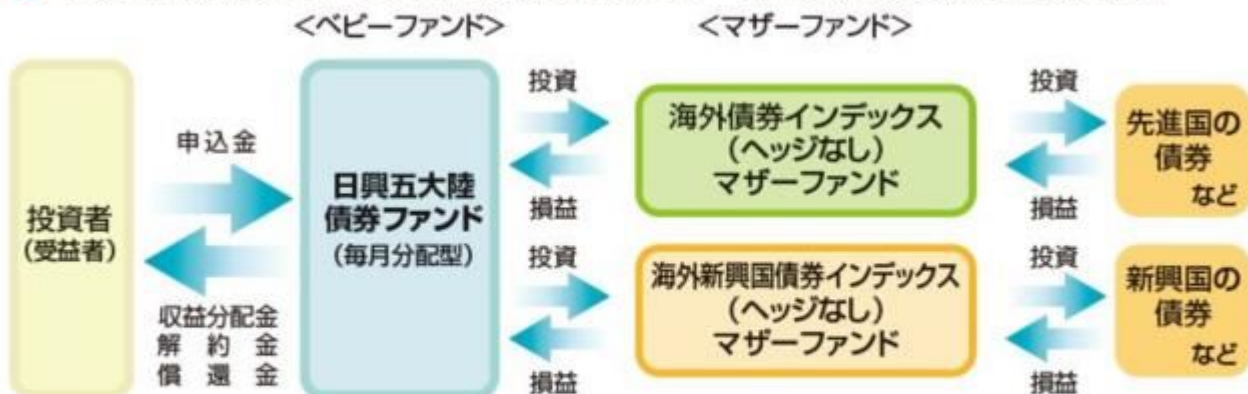 <ベビーファンド>
<マザーファンド>
投資者
(受益者)
申込金
収益分配金
解約金
償還金
日興五大陸
債券ファンド
(毎月分配型)
投資
損益
投資
損益
海外債券インデックス
(ヘッジなし)
マザーファンド
海外新興国債券インデックス
(ヘッジなし)
マザーファンド
投資
損益
投資
損益
先進国の
債券
など
新興国の
債券
など